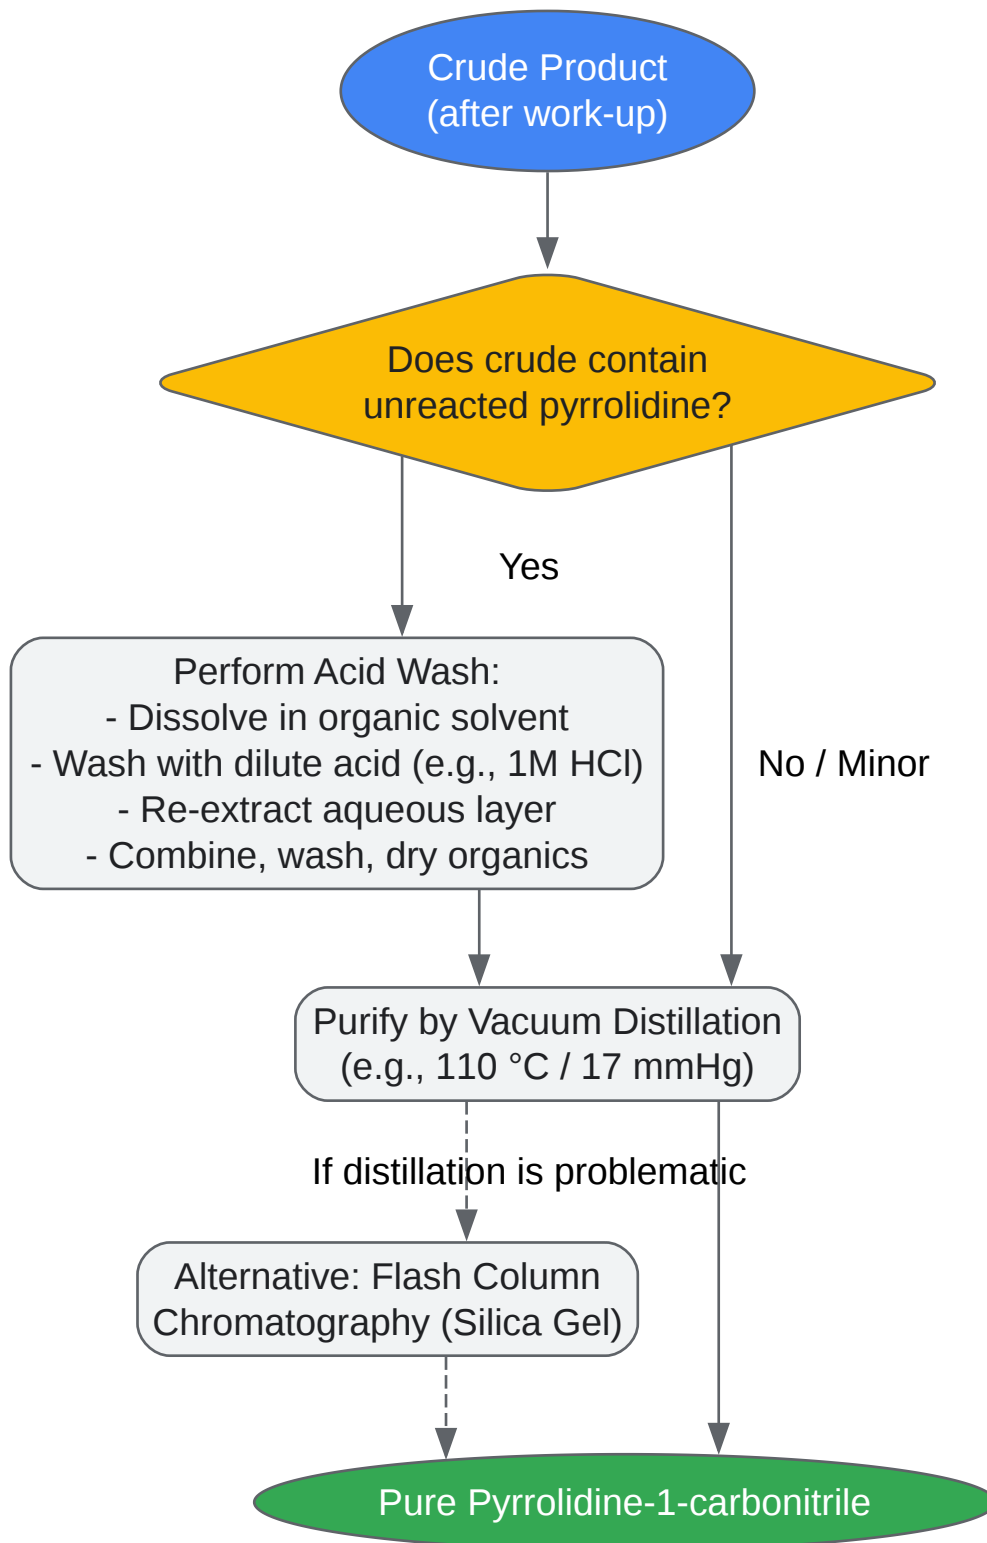 Crude Product
(after work-up)
Does crude contain
unreacted pyrrolidine?
Yes
Perform Acid Wash:
- Dissolve in organic solvent
- Wash with dilute acid (e.g., 1M HCl)
- Re-extract aqueous layer
- Combine, wash, dry organics
No / Minor
Purify by Vacuum Distillation
(e.g., 110 °C / 17 mmHg)
If distillation is problematic
Alternative: Flash Column
Chromatography (Silica Gel)
Pure Pyrrolidine-1-carbonitrile